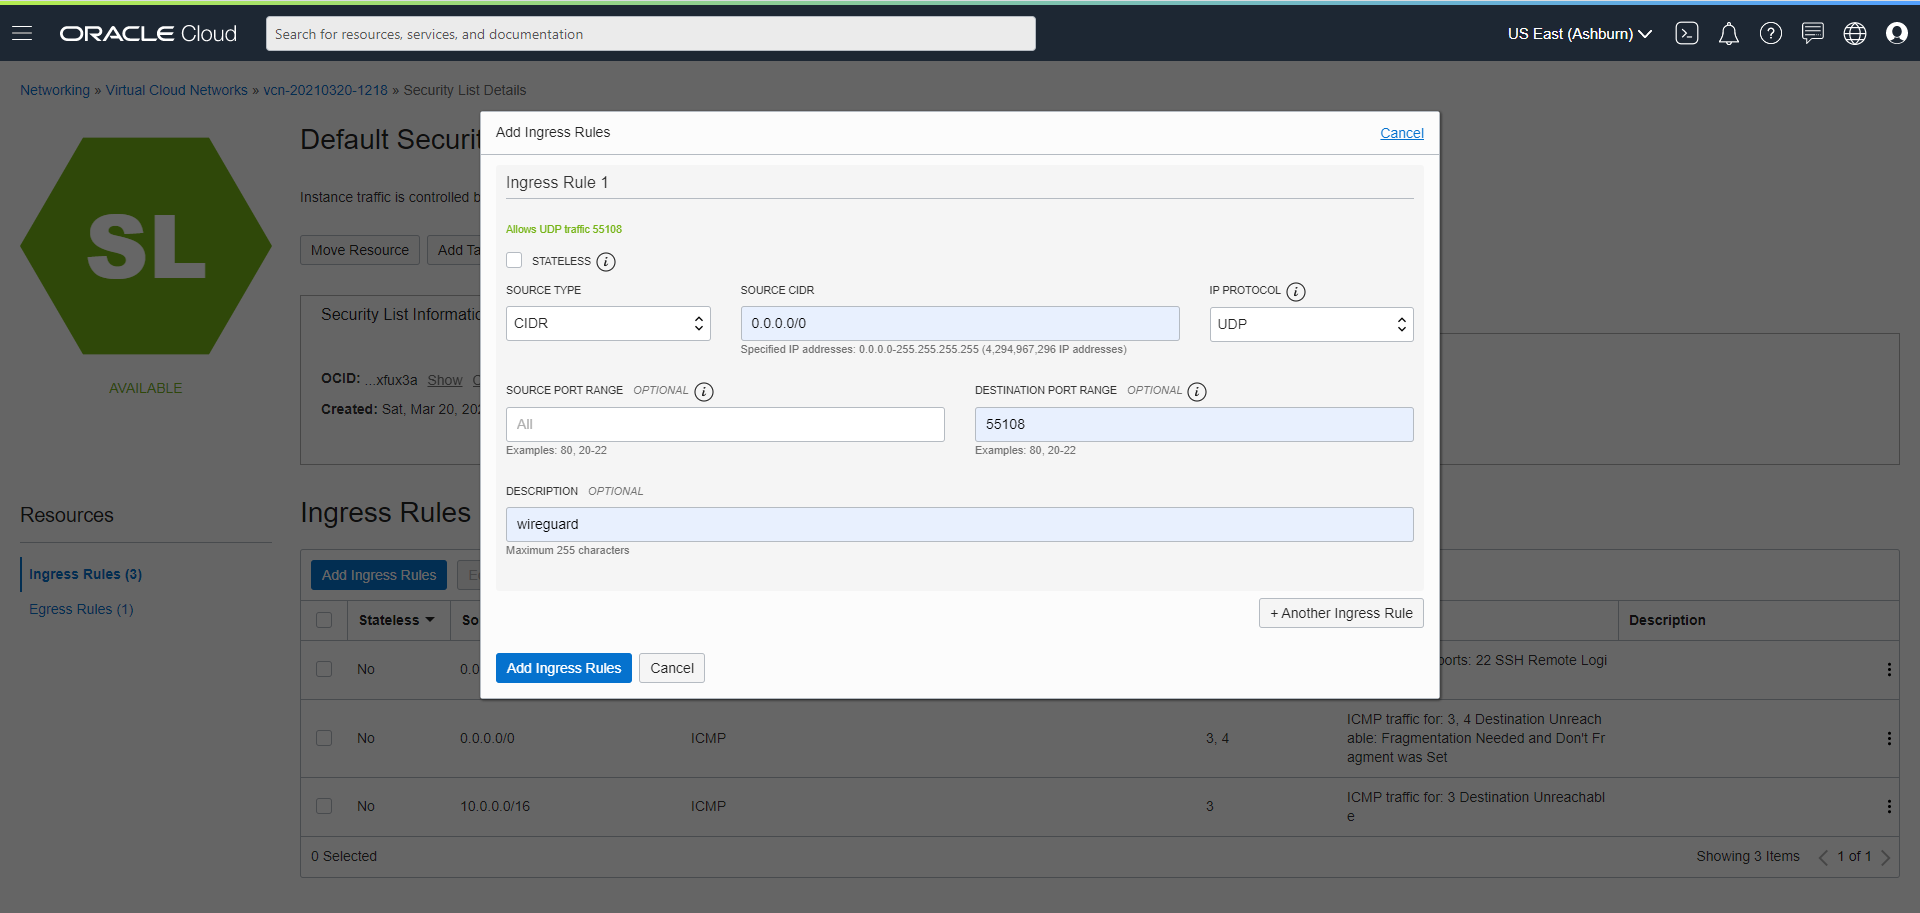 ORACLE Cloud
Search for resources, services, and documentation
US East (Ashburn)
Networking » Virtual Cloud Networks » vcn-20210320-1218 » Security List Details
SL
AVAILABLE
Default Securit
Instance traffic is controlled b
Move Resource
Add Ta
Security List Informatio
OCID: ...xfux3a Show C
Created: Sat, Mar 20, 202
Resources
Ingress Rules (3)
Egress Rules (1)
Ingress Rules
Add Ingress Rules
E
Stateless
So
Description
No
0.0
orts: 22 SSH Remote Logi
No
0.0.0.0/0
ICMP
3, 4
ICMP traffic for: 3, 4 Destination Unreach
able: Fragmentation Needed and Don't Fr
agment was Set
No
10.0.0.0/16
ICMP
3
ICMP traffic for: 3 Destination Unreachabl
e
0 Selected
Showing 3 Items
1 of 1
Add Ingress Rules
Cancel
Ingress Rule 1
Allows UDP traffic 55108
STATELESS
SOURCE TYPE
CIDR
SOURCE CIDR
0.0.0.0/0
Specified IP addresses: 0.0.0.0-255.255.255.255 (4,294,967,296 IP addresses)
IP PROTOCOL
UDP
SOURCE PORT RANGE OPTIONAL
All
Examples: 80, 20-22
DESTINATION PORT RANGE OPTIONAL
55108
Examples: 80, 20-22
DESCRIPTION OPTIONAL
wireguard
Maximum 255 characters
+ Another Ingress Rule
Add Ingress Rules
Cancel